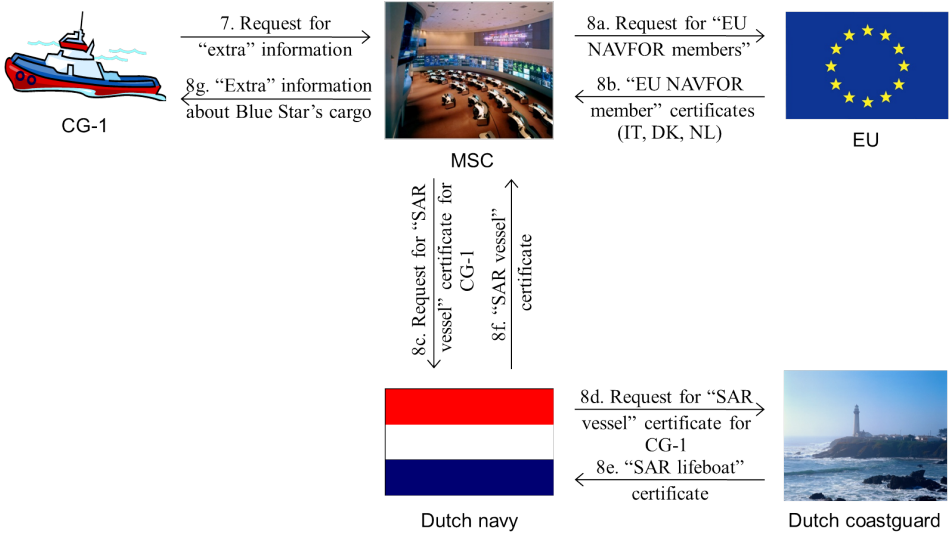 7. Request for
“extra” information
8g. “Extra” information
about Blue Star’s cargo
CG-1
MSC
8a. Request for “EU
NAVFOR members”
8b. “EU NAVFOR
member” certificates
(IT, DK, NL)
EU
8c. Request for “SAR
vessel” certificate for
CG-1
8f. “SAR vessel”
certificate
Dutch navy
8d. Request for “SAR
vessel” certificate for
CG-1
8e. “SAR lifeboat”
certificate
Dutch coastguard